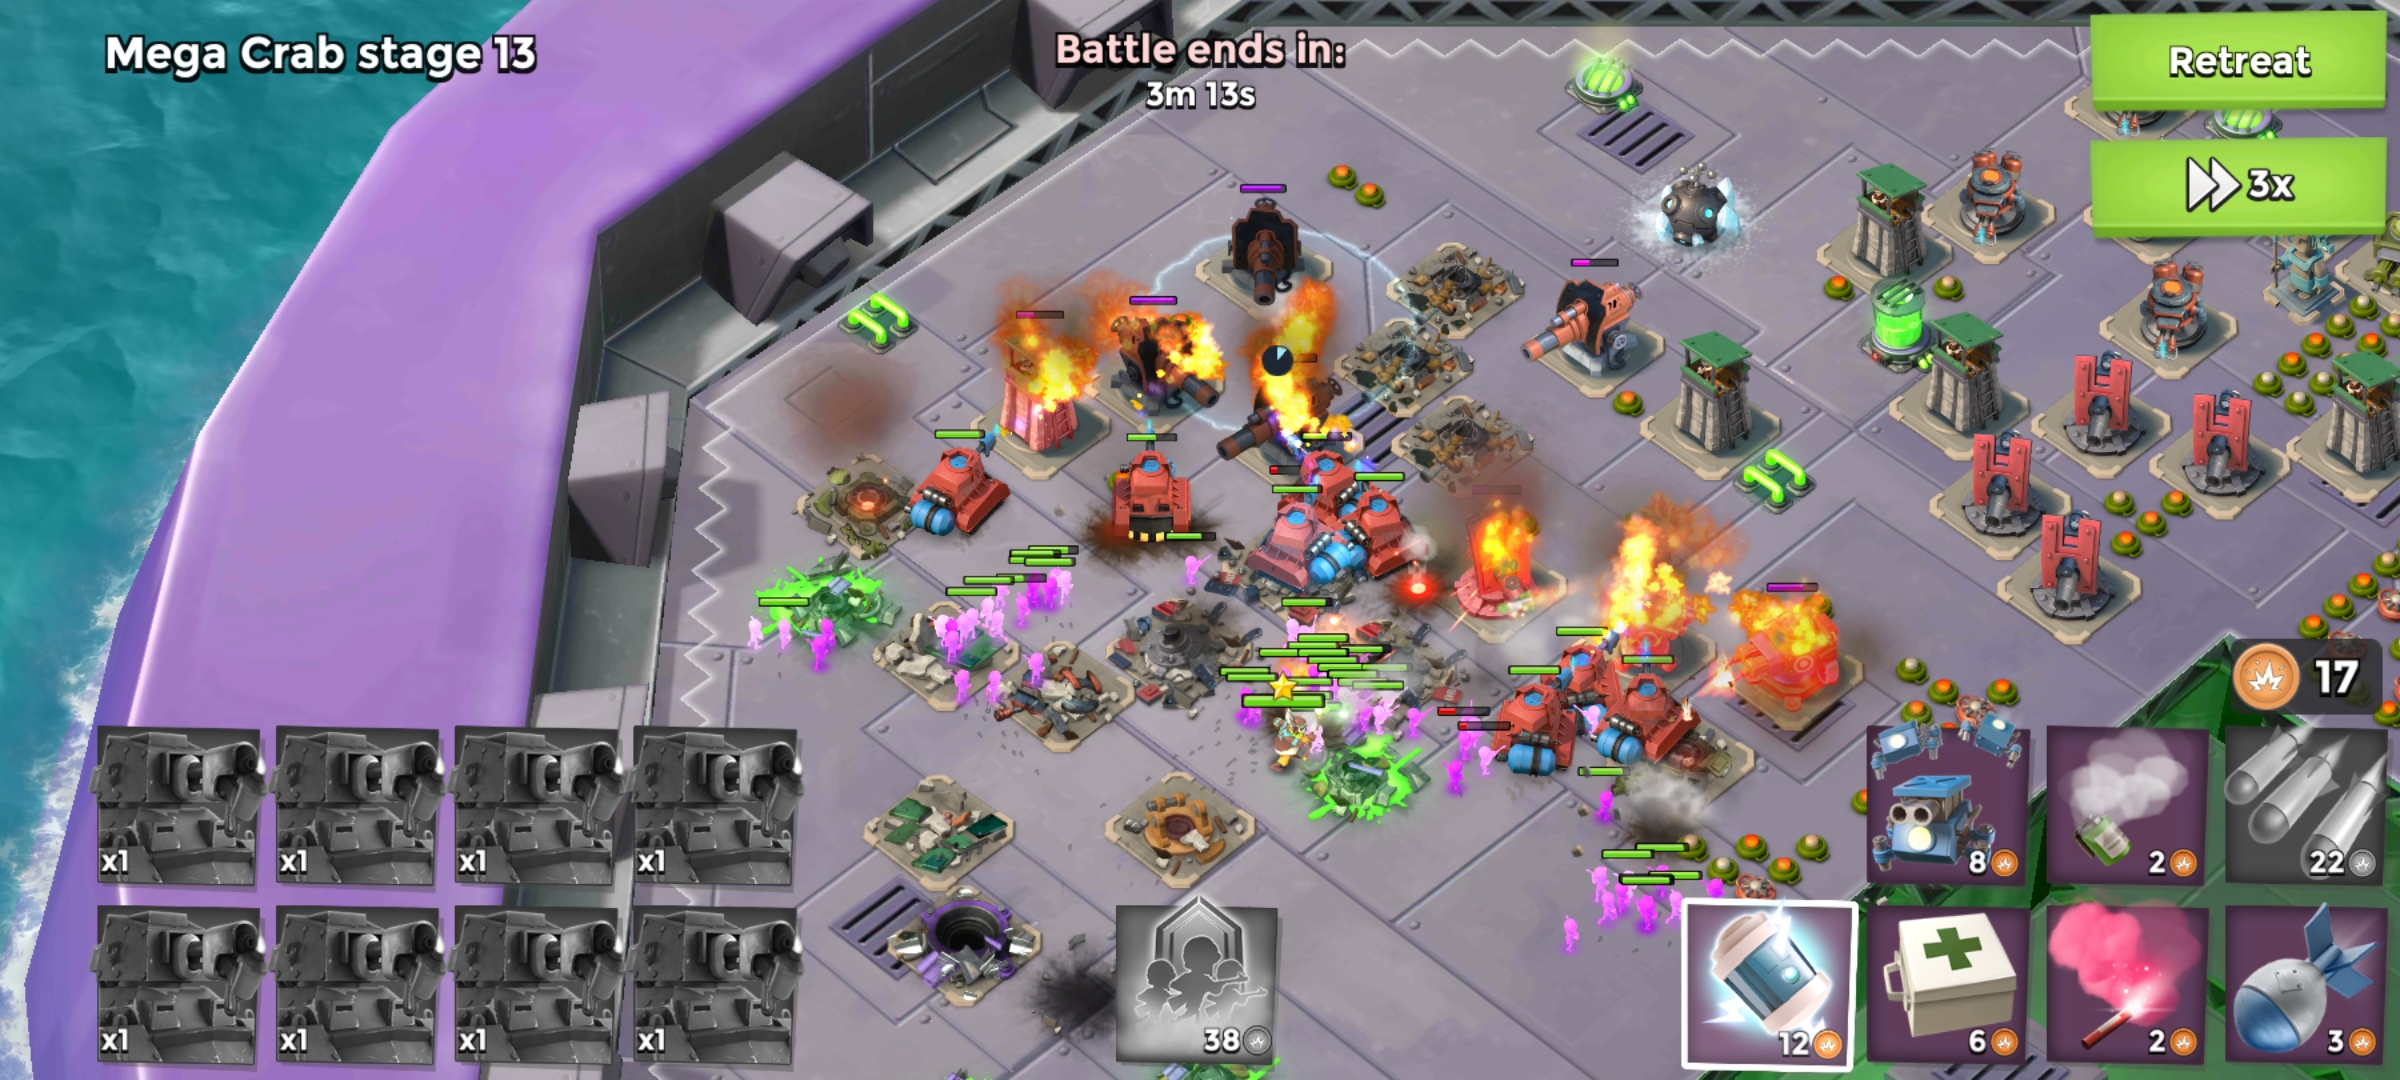 Mega Crab stage 13
Battle ends in:
3m 13s
Retreat
3x
17
x1
x1
x1
x1
8
2
22
x1
x1
x1
x1
38
12
6
2
3